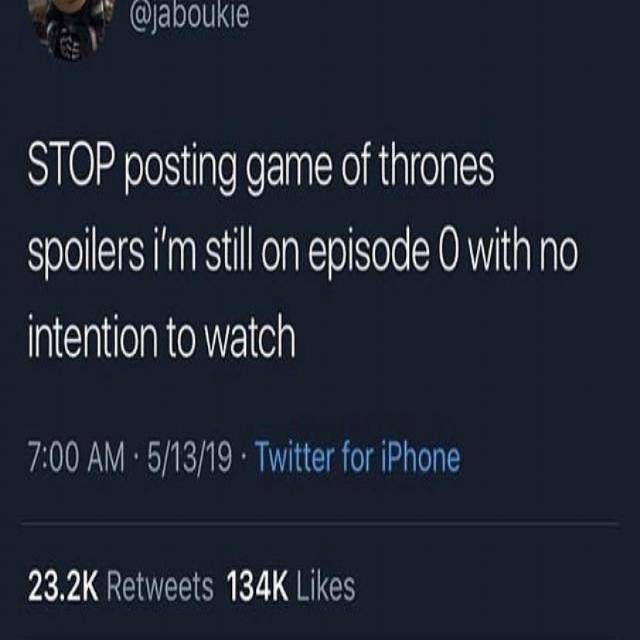 @jaboukie
STOP posting game of thrones
spoilers i'm still on episode 0 with no
intention to watch
7:00 AM · 5/13/19 · Twitter for iPhone
23.2K Retweets 134K Likes